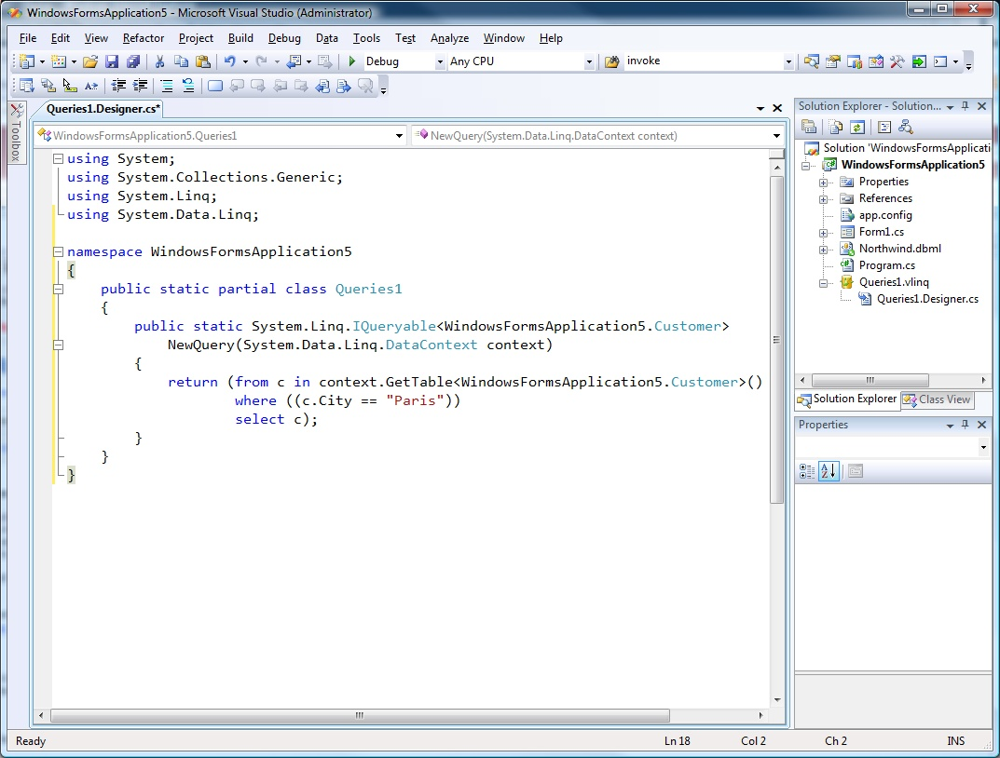 WindowsFormsApplication5 - Microsoft Visual Studio (Administrator)
File Edit View Refactor Project Build Debug Data Tools Test Analyze Window Help
Debug Any CPU invoke
Toolbox
Queries1.Designer.cs*
WindowsFormsApplication5.Queries1 NewQuery(System.Data.Linq.DataContext context)
using System;
using System.Collections.Generic;
using System.Linq;
using System.Data.Linq;
namespace WindowsFormsApplication5
{
public static partial class Queries1
{
public static System.Linq.IQueryable<WindowsFormsApplication5.Customer>
NewQuery(System.Data.Linq.DataContext context)
{
return (from c in context.GetTable<WindowsFormsApplication5.Customer>()
where ((c.City == "Paris"))
select c);
}
}
}
Solution Explorer - Solution...
Solution 'WindowsFormsApplicati
WindowsFormsApplication5
Properties
References
app.config
Form1.cs
Northwind.dbml
Program.cs
Queries1.vlinq
Queries1.Designer.cs
Solution Explorer Class View
Properties
Ready Ln 18 Col 2 Ch 2 INS